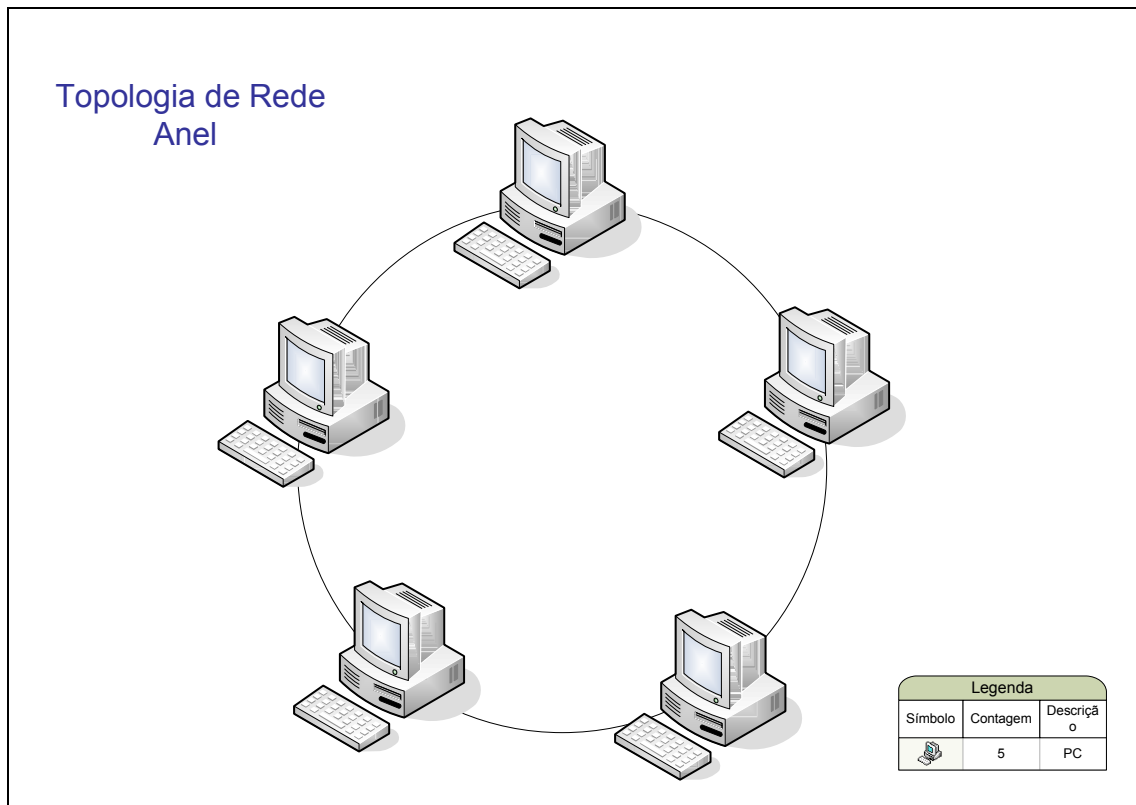 Topologia de Rede
Anel
Legenda
Símbolo Contagem Descriçã
o
5 PC